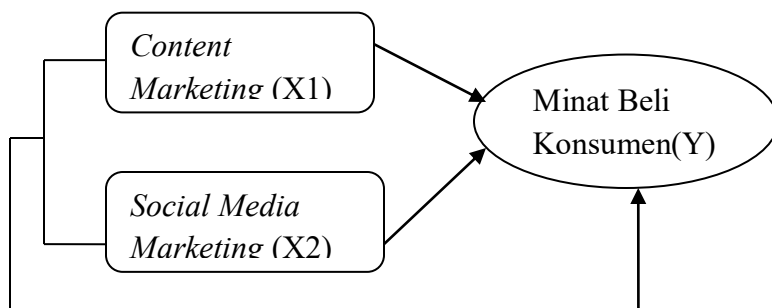 Content
Marketing (X1)
Minat Beli
Konsumen(Y)
Social Media
Marketing (X2)